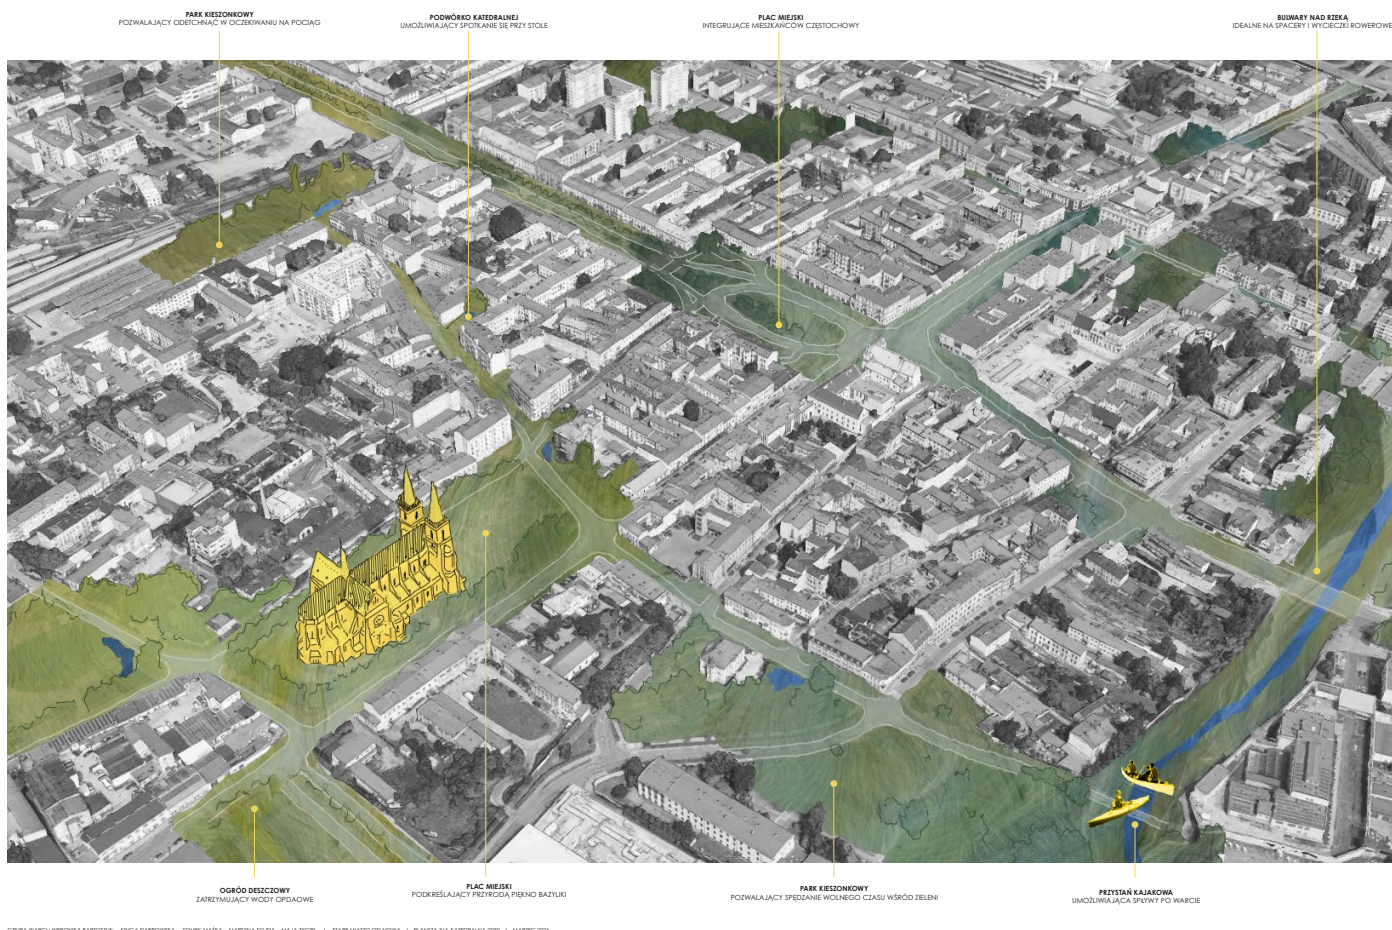 PARK KIESZONKOWY
POZWALAJĄCY ODETCHNĄĆ W OCZEKIWANIU NA POCIĄG
PODWÓRKO KATEDRALNEJ
UMOŻLIWIAJĄCY SPOTKANIE SIĘ PRZY STOLE
PLAC MIEJSKI
INTEGRUJĄCE MIESZKAŃCÓW CZĘSTOCHOWY
BULWARY NAD RZEKĄ
IDEALNE NA SPACERY I WYCIECZKI ROWEROWE
OGRÓD DESZCZOWY
ZATRZYMUJĄCY WODY OPDAOWE
PLAC MIEJSKI
PODKREŚLAJĄCY PRZYRODĄ PIĘKNO BAZYLIKI
PARK KIESZONKOWY
POZWALAJĄCY SPĘDZANIE WOLNEGO CZASU WŚRÓD ZIELENI
PRZYSTAŃ KAJAKOWA
UMOŻLIWIAJĄCA SPŁYWY PO WARCIE